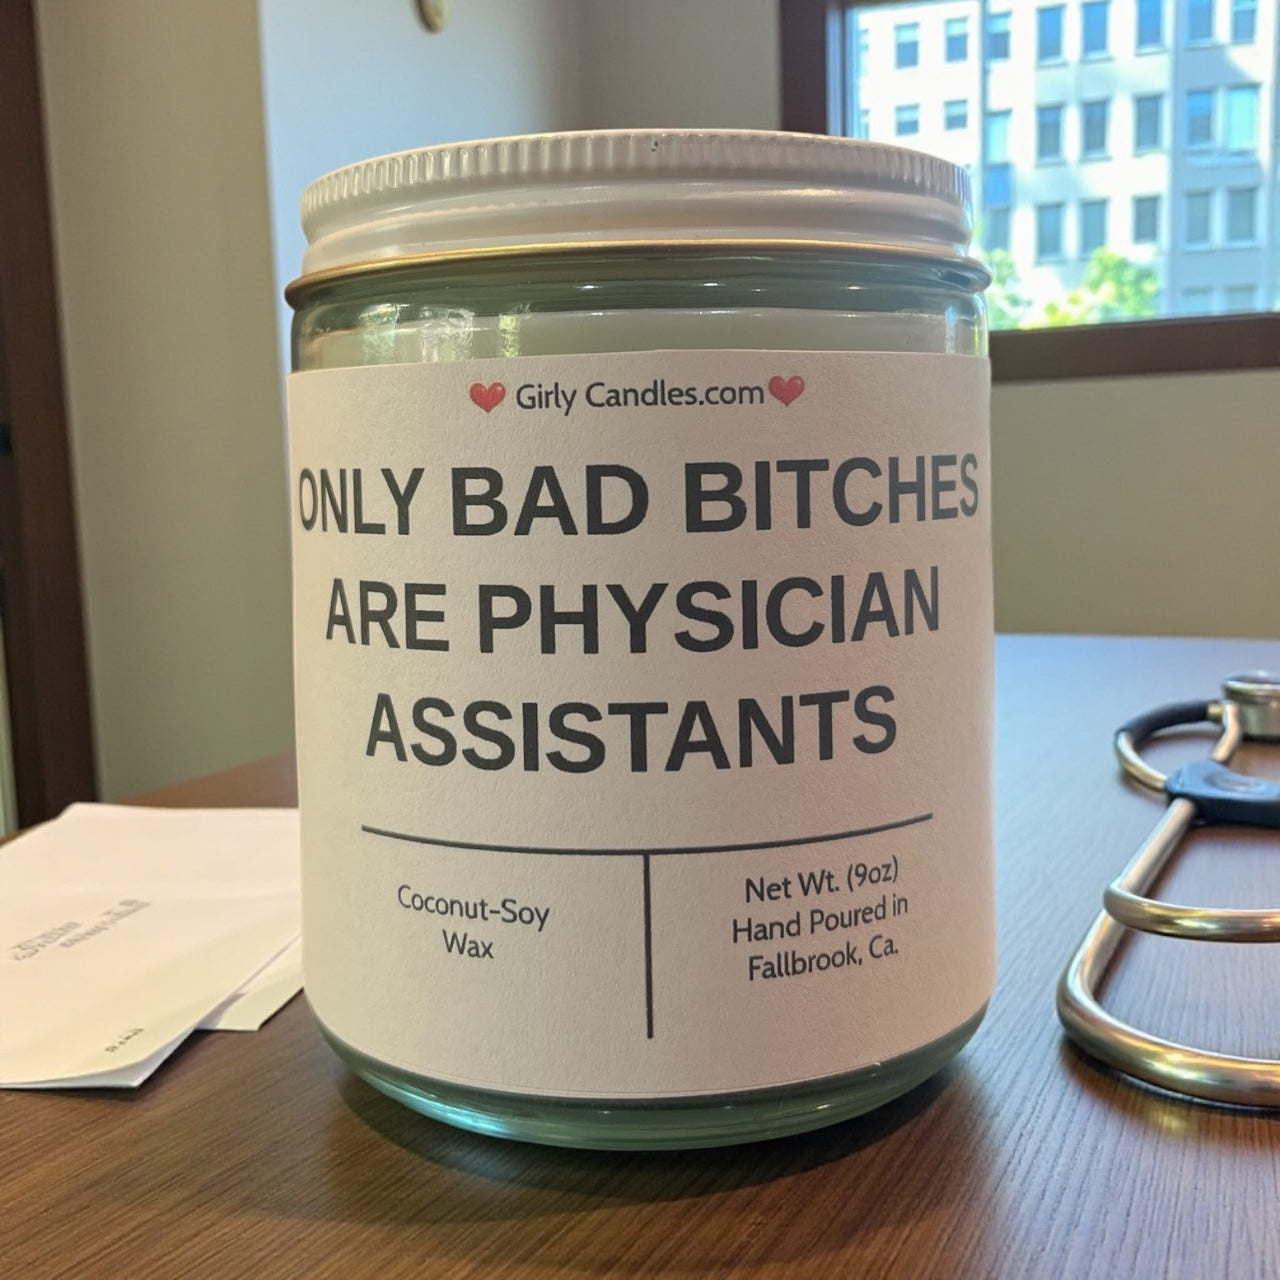 Girly Candles.com
ONLY BAD BITCHES
ARE PHYSICIAN
ASSISTANTS
Coconut-Soy
Wax
Net Wt. (9oz)
Hand Poured in
Fallbrook, Ca.